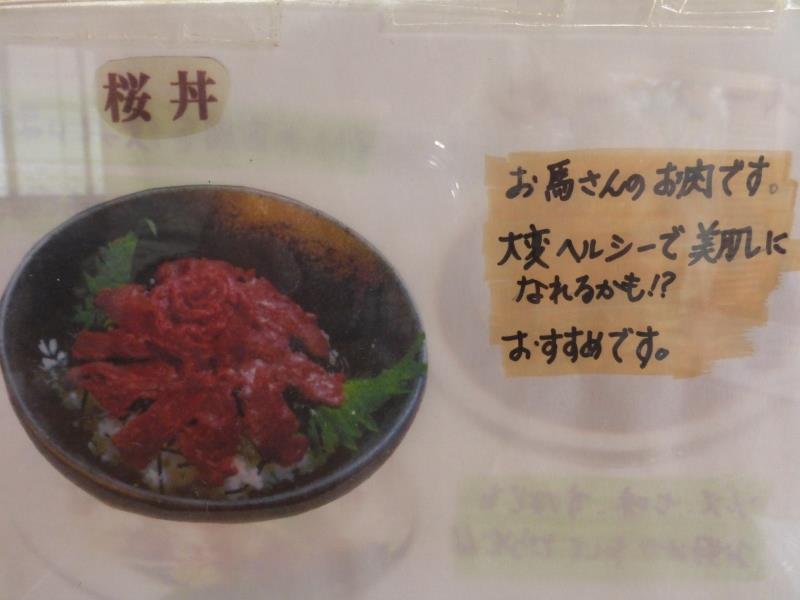 桜丼
お馬さんのお肉です。
大変ヘルシーで美肌に
なれるかも!?
おすすめです。